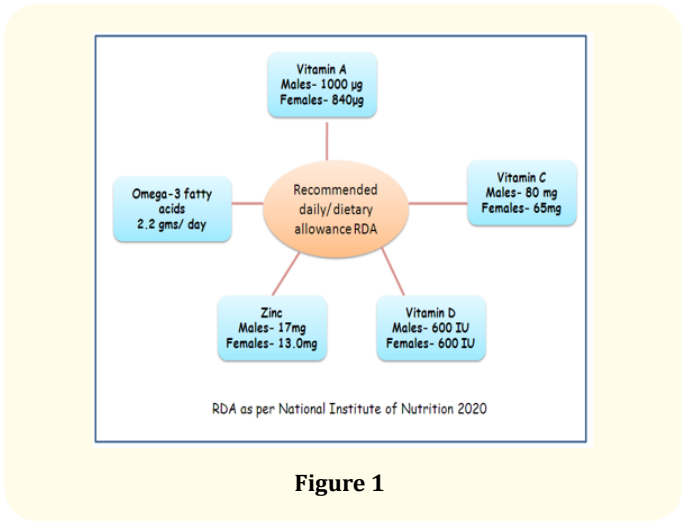 Vitamin A
Males- 1000 µg
Females- 840µg
Omega-3 fatty
acids
2.2 gms/ day
Recommended
daily/dietary
allowance RDA
Vitamin C
Males- 80 mg
Females- 65mg
Zinc
Males- 17mg
Females- 13.0mg
Vitamin D
Males- 600 IU
Females- 600 IU
RDA as per National Institute of Nutrition 2020
Figure 1